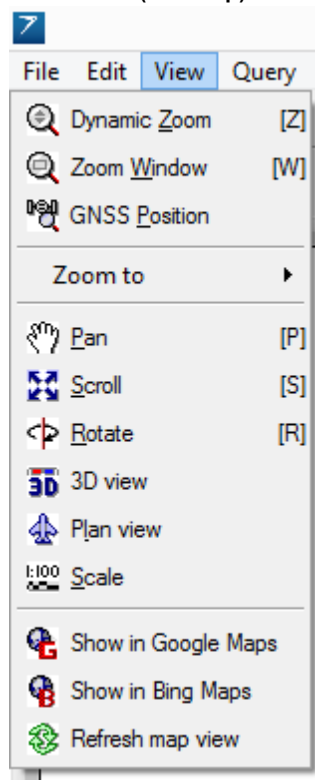 File Edit View Query
Dynamic Zoom [Z]
Zoom Window [W]
GNSS Position
Zoom to
Pan [P]
Scroll [S]
Rotate [R]
3D 3D view
Plan view
1:100 Scale
G Show in Google Maps
B Show in Bing Maps
Refresh map view